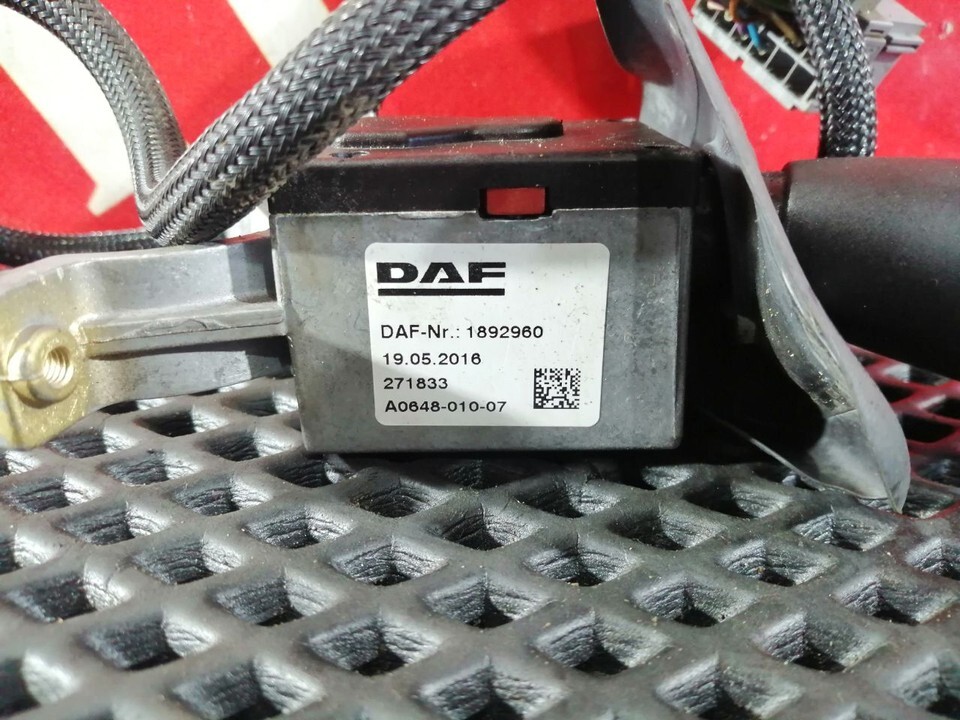 DAF
DAF-Nr.: 1892960
19.05.2016
271833
A0648-010-07